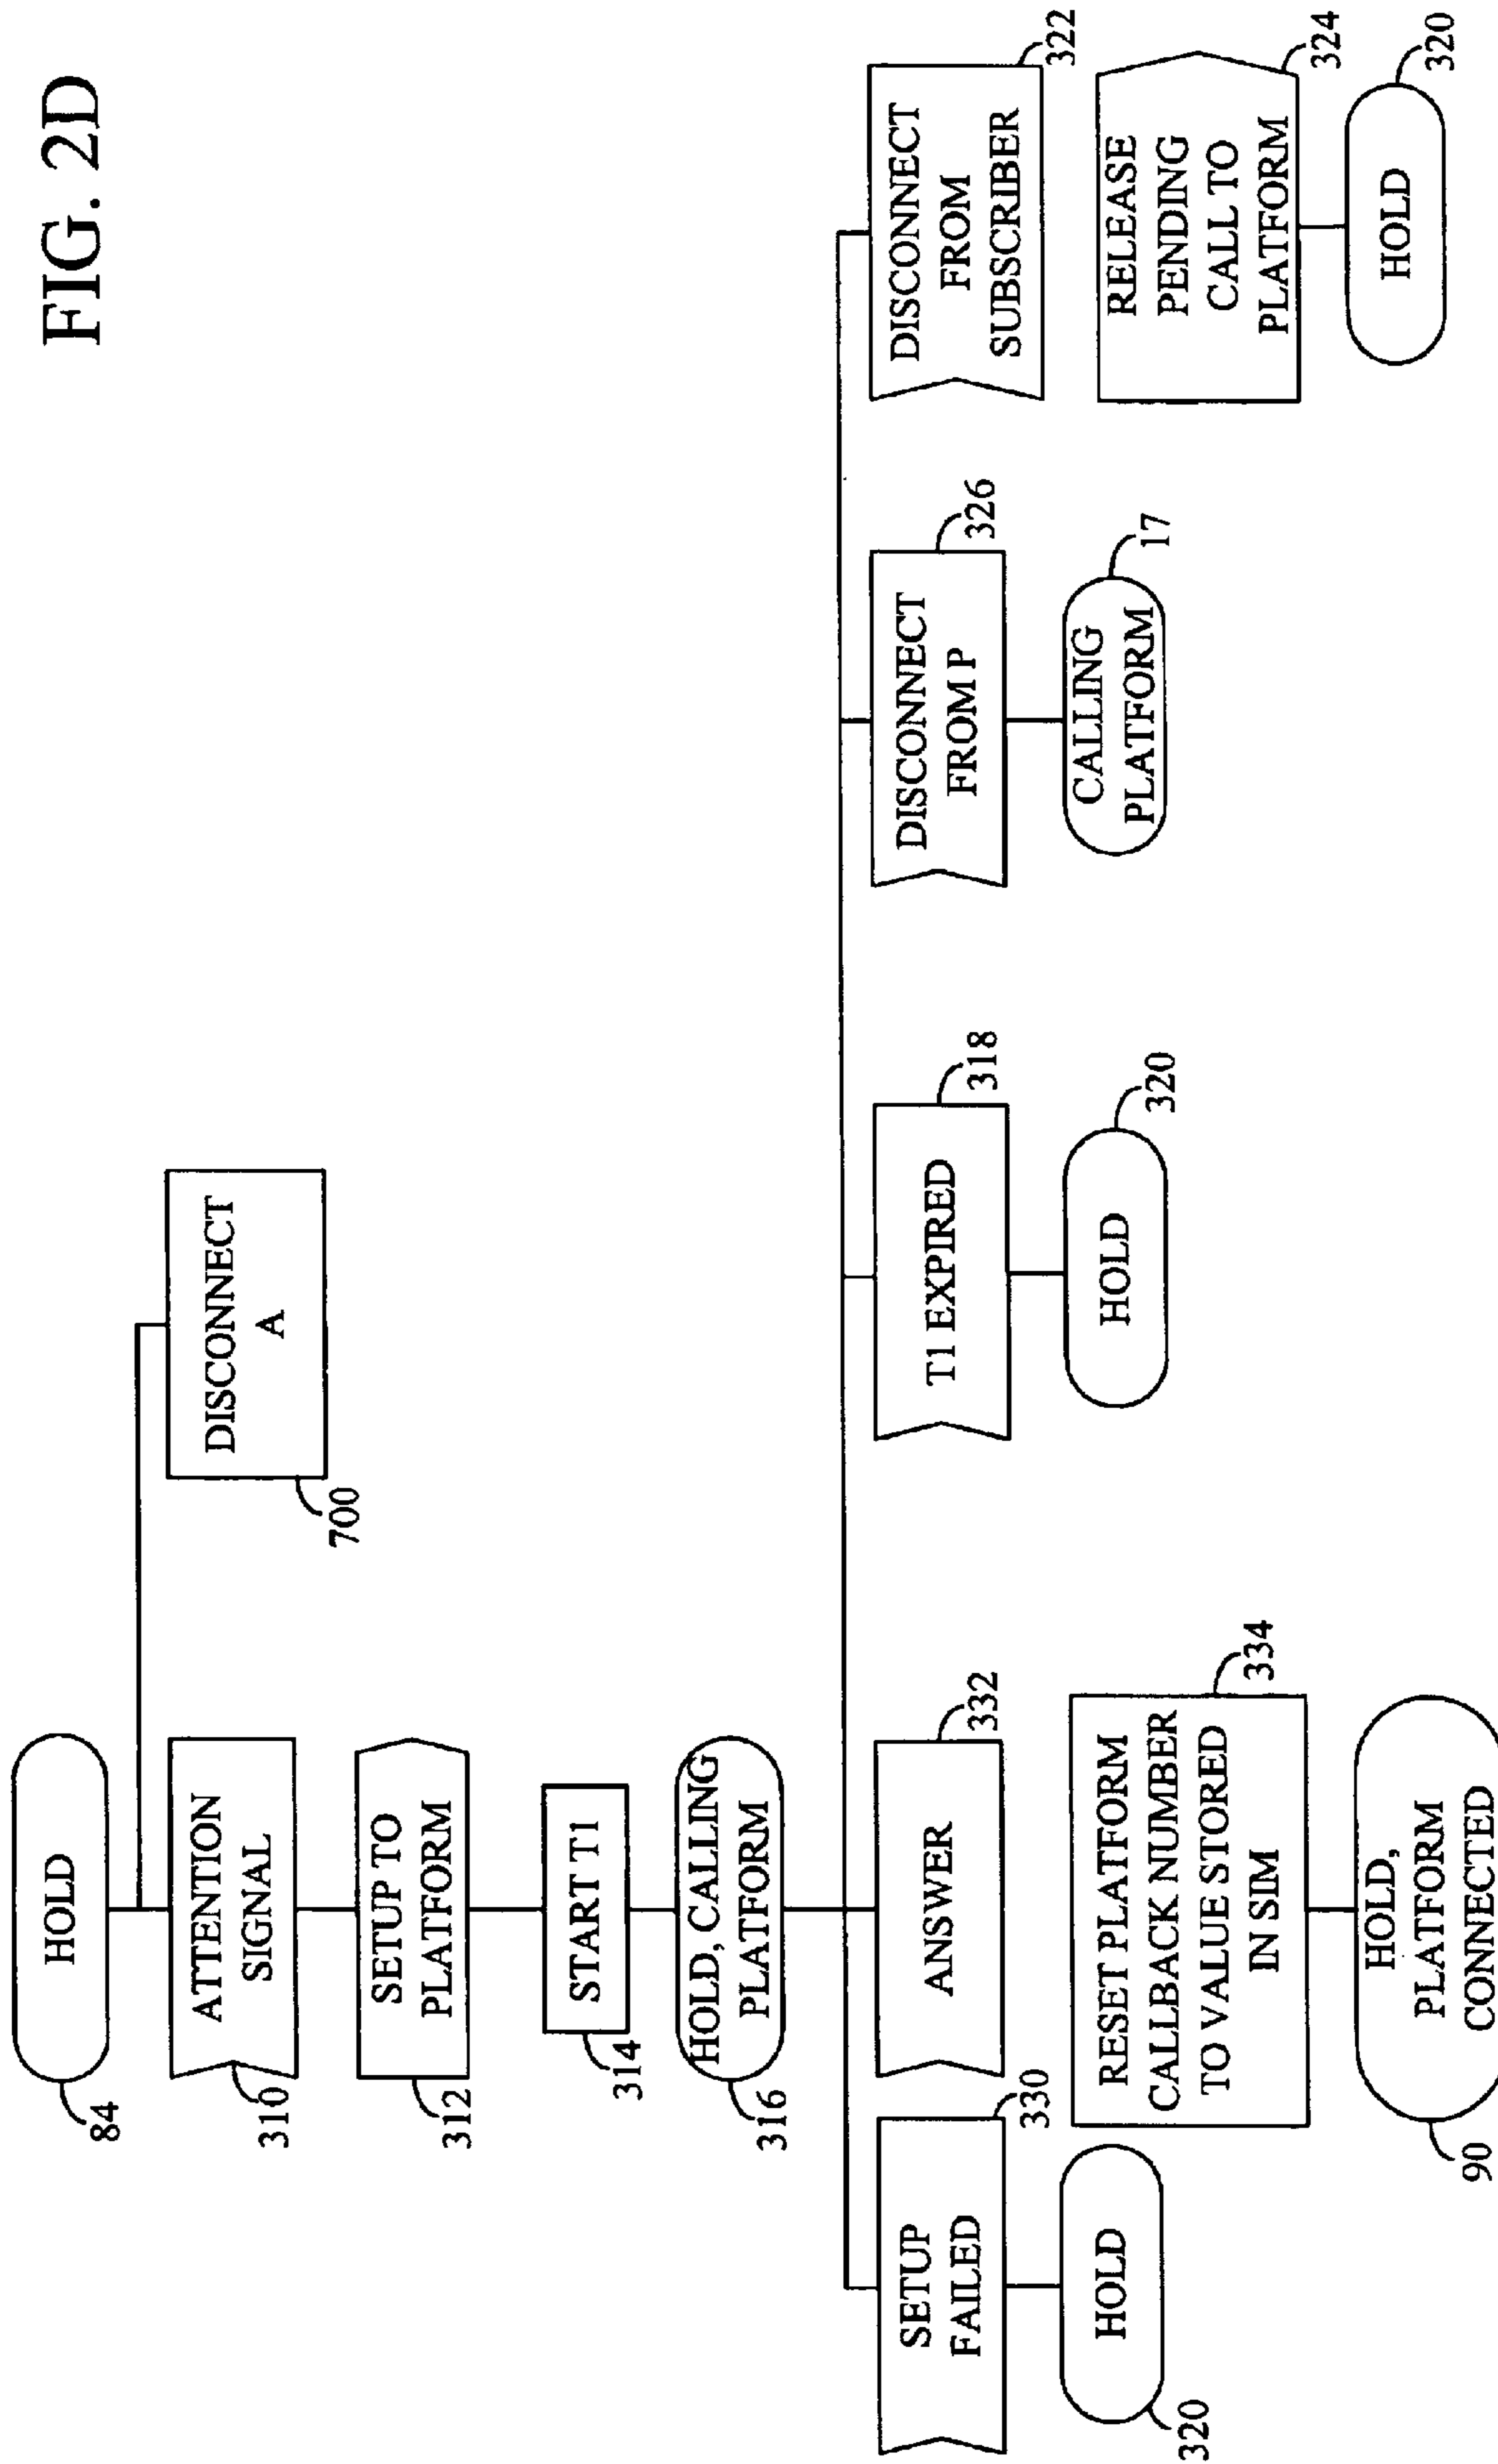 FIG. 2D
HOLD
84
ATTENTION
SIGNAL
310
DISCONNECT
A
700
SETUP TO
PLATFORM
312
START T1
314
HOLD, CALLING
PLATFORM
316
SETUP
FAILED
330
HOLD
320
ANSWER
332
RESET PLATFORM
CALLBACK NUMBER
TO VALUE STORED
IN SIM
334
HOLD,
PLATFORM
CONNECTED
90
T1 EXPIRED
318
HOLD
320
DISCONNECT
FROM P
326
CALLING
PLATFORM
17
DISCONNECT
FROM
SUBSCRIBER
322
RELEASE
PENDING
CALL TO
PLATFORM
324
HOLD
320